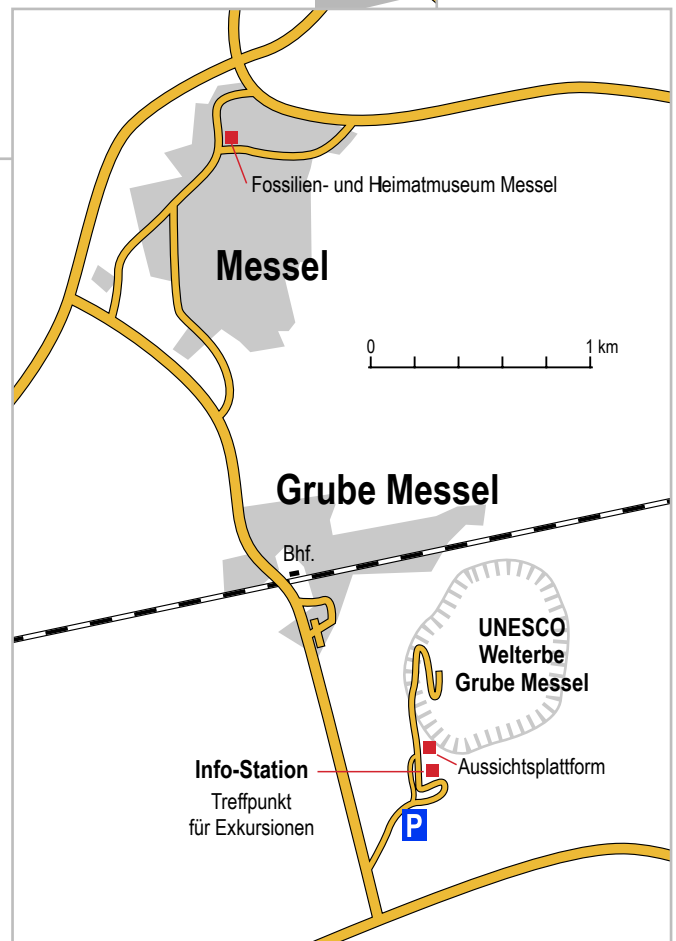 Fossilien- und Heimatmuseum Messel
Messel
0
1 km
Grube Messel
Bhf.
UNESCO
Welterbe
Grube Messel
Info-Station
Aussichtsplattform
Treffpunkt
für Exkursionen
P